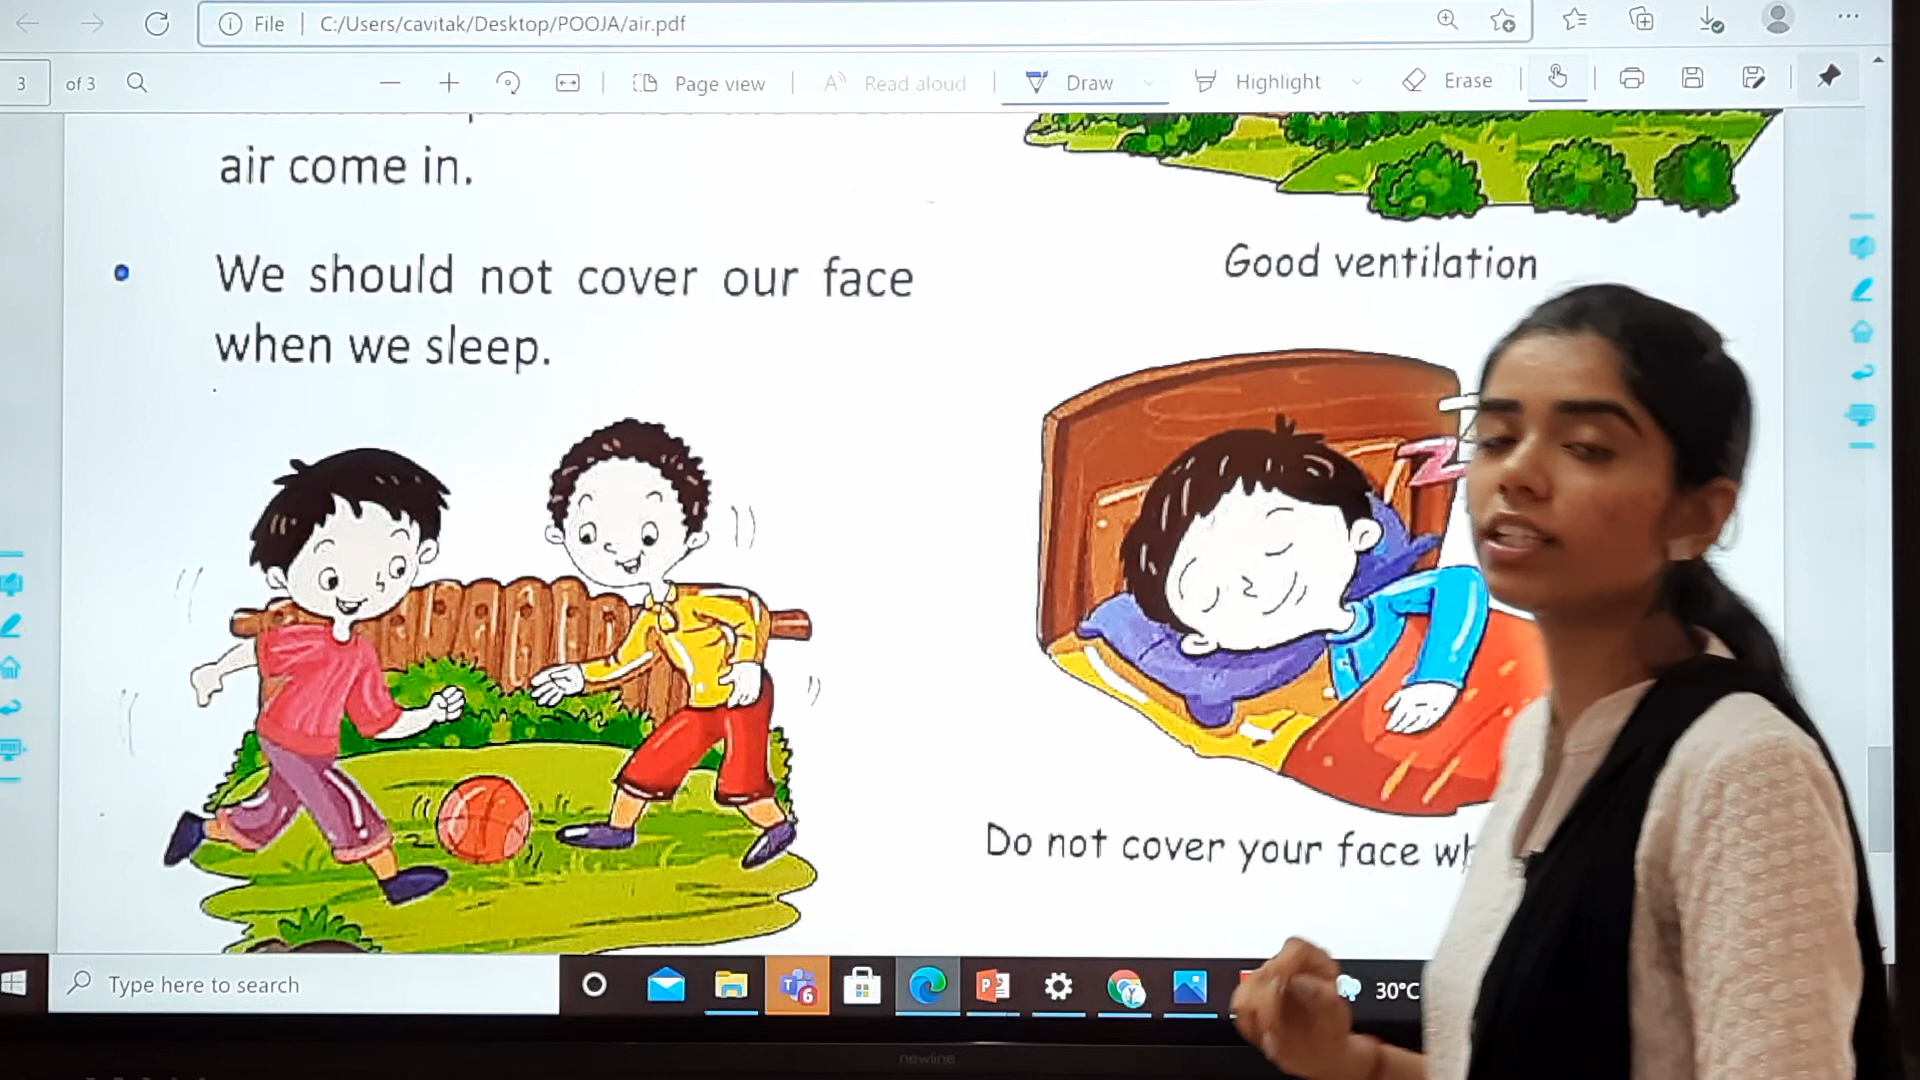 File C:/Users/cavitak/Desktop/POOJA/air.pdf
3 of 3 Page view Read aloud Draw Highlight Erase
air come in.
We should not cover our face
when we sleep.
Good ventilation
Do not cover your face
Type here to search
6
30°C
newline